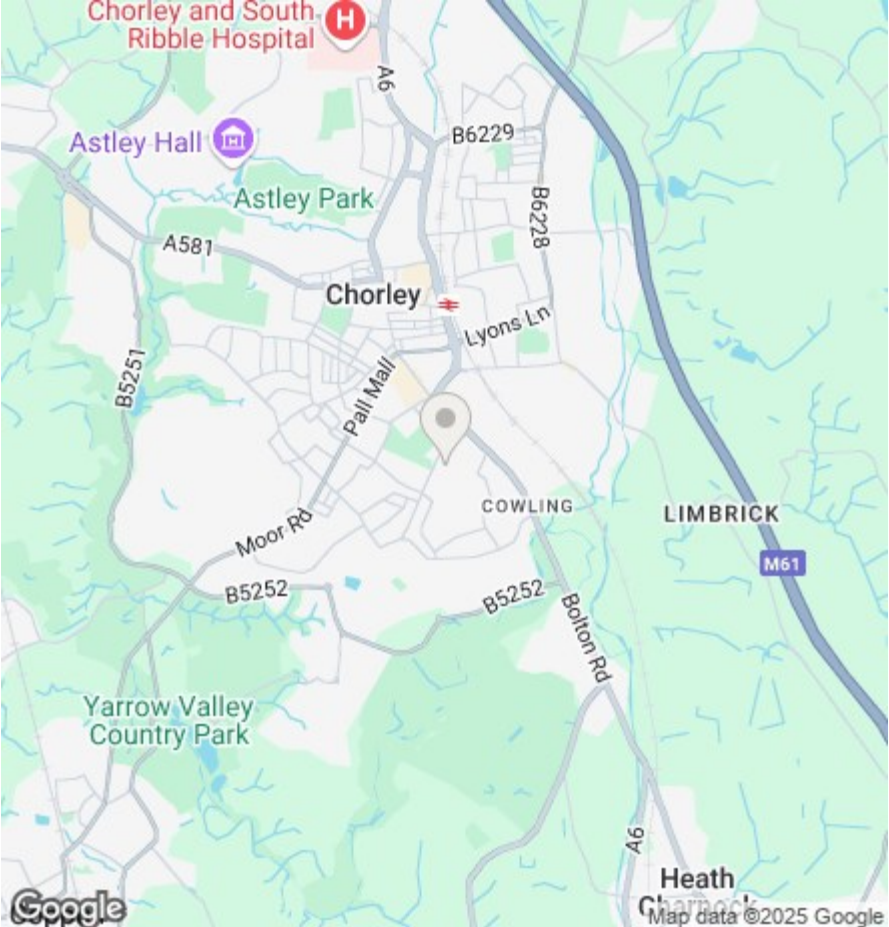 Chorley and South
Ribble Hospital
H
A6
B6229
Astley Hall
Astley Park
B6228
A581
Chorley
Lyons Ln
B5251
Pall Mall
COWLING
LIMBRICK
Moor Rd
M61
B5252
B5252
Bolton Rd
Yarrow Valley
Country Park
A6
Heath
Charnock
Google
Map data ©2025 Google